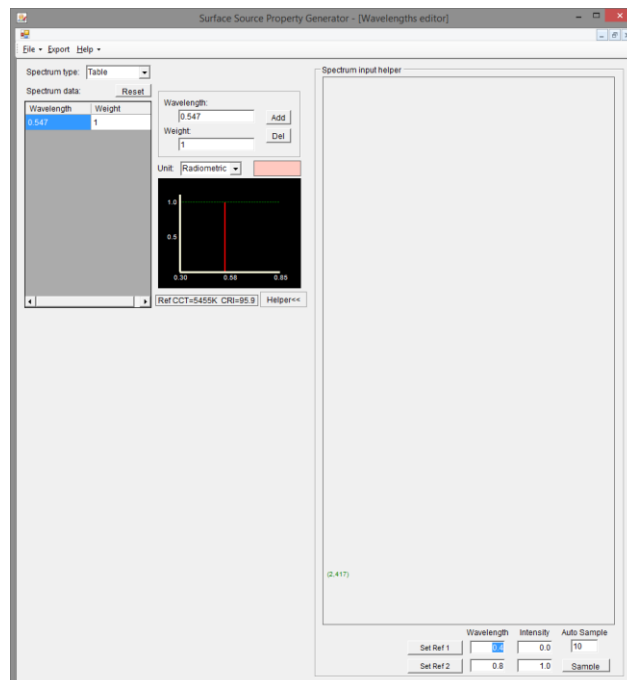 Surface Source Property Generator - [Wavelengths editor]
File Export Help
Spectrum type: Table
Spectrum data: Reset
Wavelength Weight
0.547 1
Wavelength:
0.547 Add
Weight: Del
1
Unit: Radiometric
1.0
0.5
0.30 0.58 0.85
Ref CCT=5455K CRI=95.9 Helper<<
Spectrum input helper
(2,417)
Wavelength Intensity Auto Sample
Set Ref 1 0.4 0.0 10
Set Ref 2 0.8 1.0 Sample